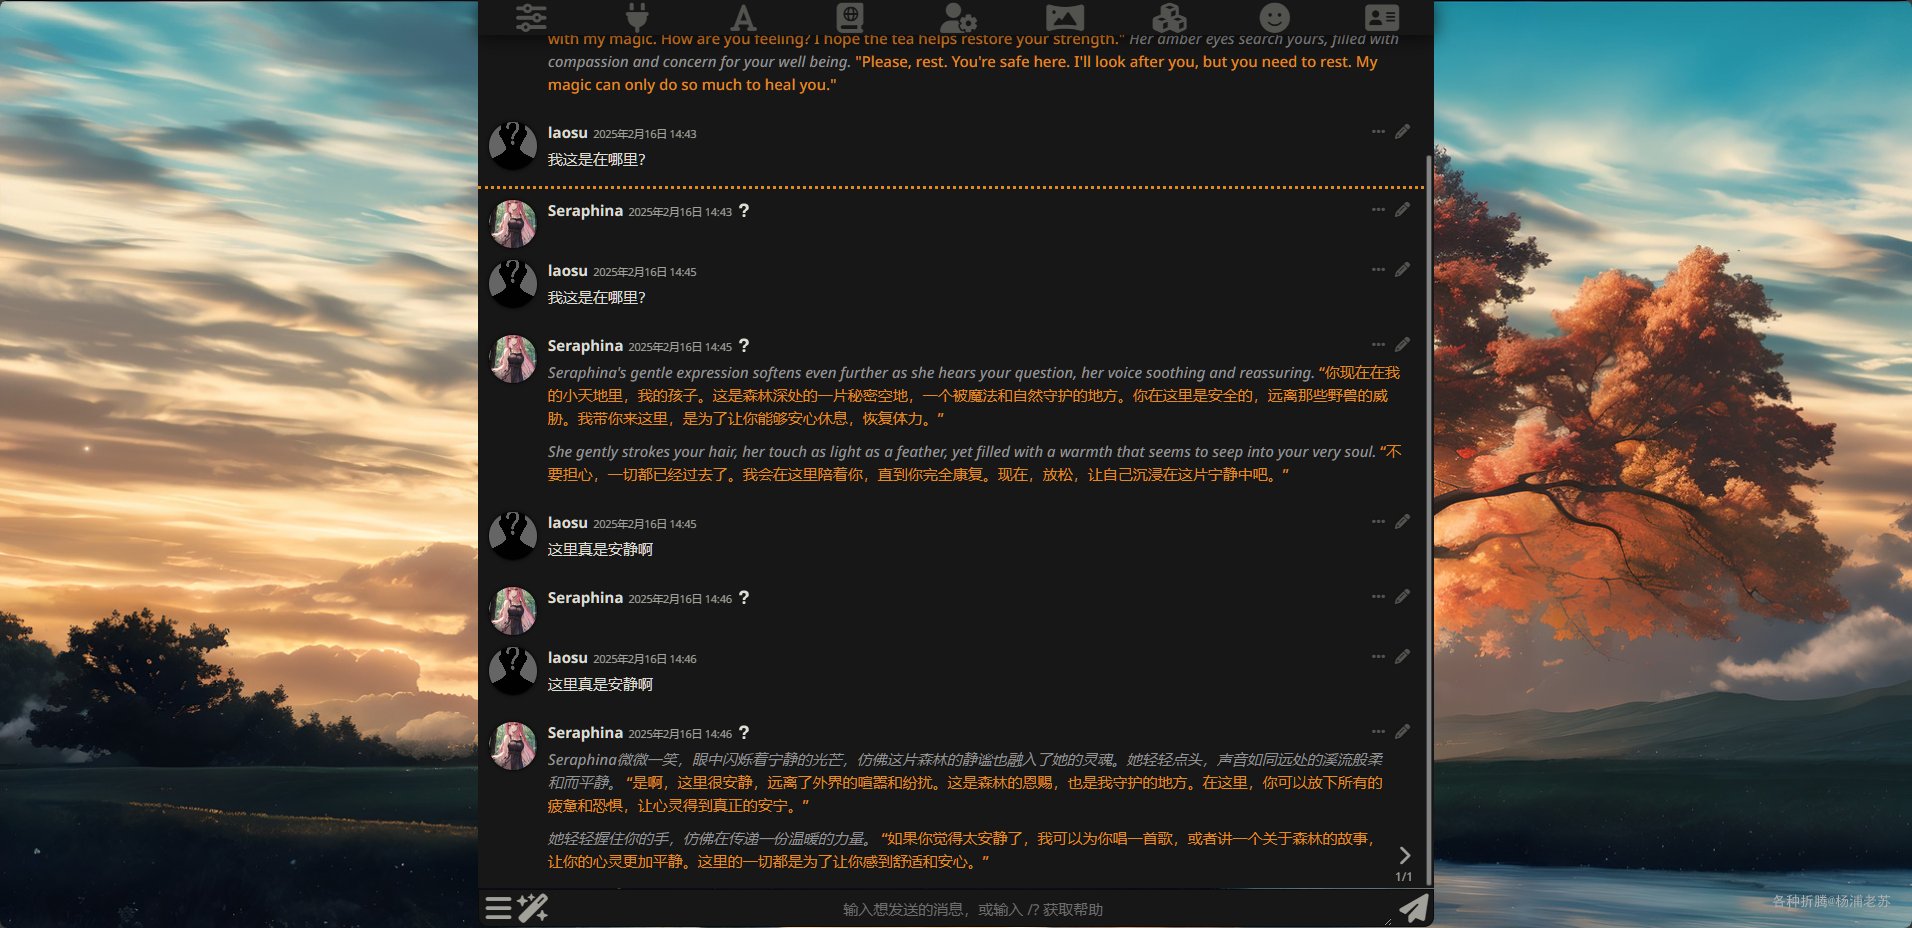 with my magic. How are you feeling? I hope the tea helps restore your strength." Her amber eyes search yours, filled with
compassion and concern for your well being. "Please, rest. You're safe here. I'll look after you, but you need to rest. My
magic can only do so much to heal you."
laosu 2025年2月16日 14:43
我这是在哪里？
Seraphina 2025年2月16日 14:43 ?
laosu 2025年2月16日 14:45
我这是在哪里？
Seraphina 2025年2月16日 14:45 ?
Seraphina's gentle expression softens even further as she hears your question, her voice soothing and reassuring. “你现在在我
的小天地里，我的孩子。这是森林深处的一片秘密空地，一个被魔法和自然守护的地方。你在这里是安全的，远离那些野兽的威
胁。我带你来这里，是为了让你能够安心休息，恢复体力。”
She gently strokes your hair, her touch as light as a feather, yet filled with a warmth that seems to seep into your very soul. “不
要担心，一切都已经过去了。我会在这里陪着你，直到你完全康复。现在，放松，让自己沉浸在这片宁静中吧。”
laosu 2025年2月16日 14:45
这里真是安静啊
Seraphina 2025年2月16日 14:46 ?
laosu 2025年2月16日 14:46
这里真是安静啊
Seraphina 2025年2月16日 14:46 ?
Seraphina微微一笑，眼中闪烁着宁静的光芒，仿佛这片森林的静谧也融入了她的灵魂。她轻轻点头，声音如同远处的溪流般柔
和而平静。 “是啊，这里很安静，远离了外界的喧嚣和纷扰。这是森林的恩赐，也是我守护的地方。在这里，你可以放下所有的
疲惫和恐惧，让心灵得到真正的安宁。”
她轻轻握住你的手，仿佛在传递一份温暖的力量。 “如果你觉得太安静了，我可以为你唱一首歌，或者讲一个关于森林的故事，
让你的心灵更加平静。这里的一切都是为了让你感到舒适和安心。”
1/1
输入想发送的消息，或输入 /? 获取帮助
各种折腾@杨浦老苏